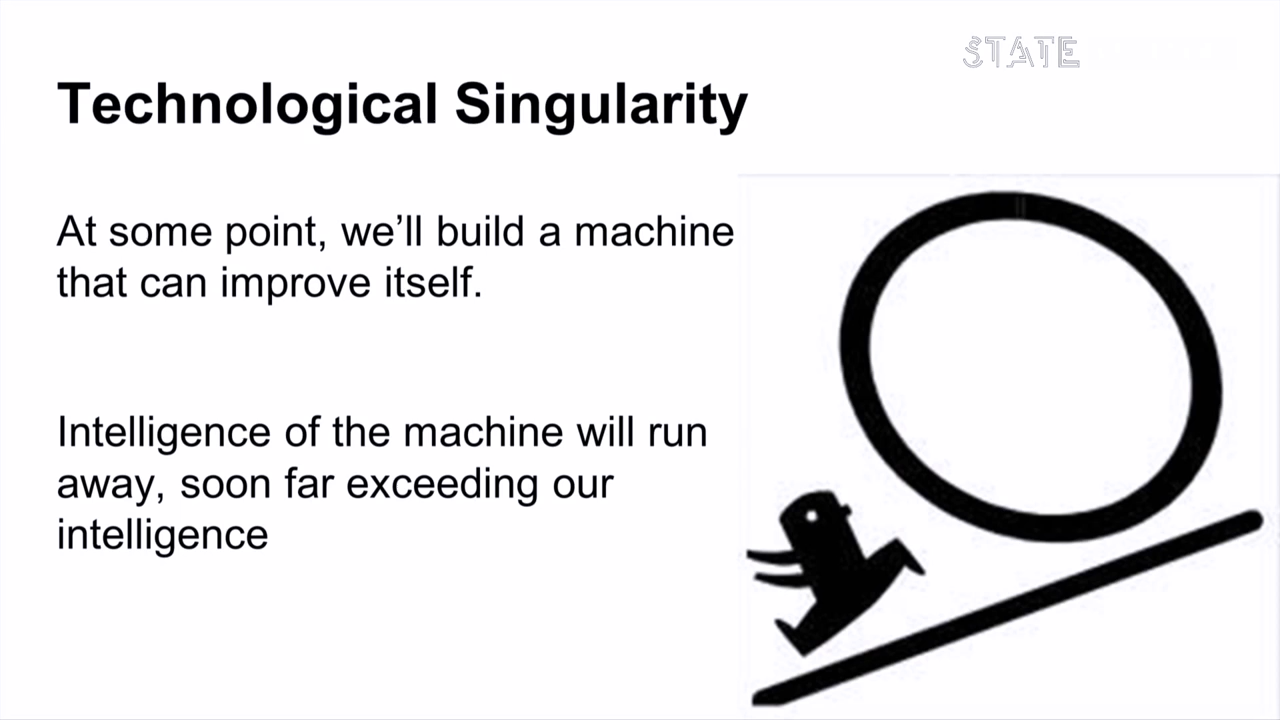 STATE
Technological Singularity
At some point, we'll build a machine
that can improve itself.
Intelligence of the machine will run
away, soon far exceeding our
intelligence